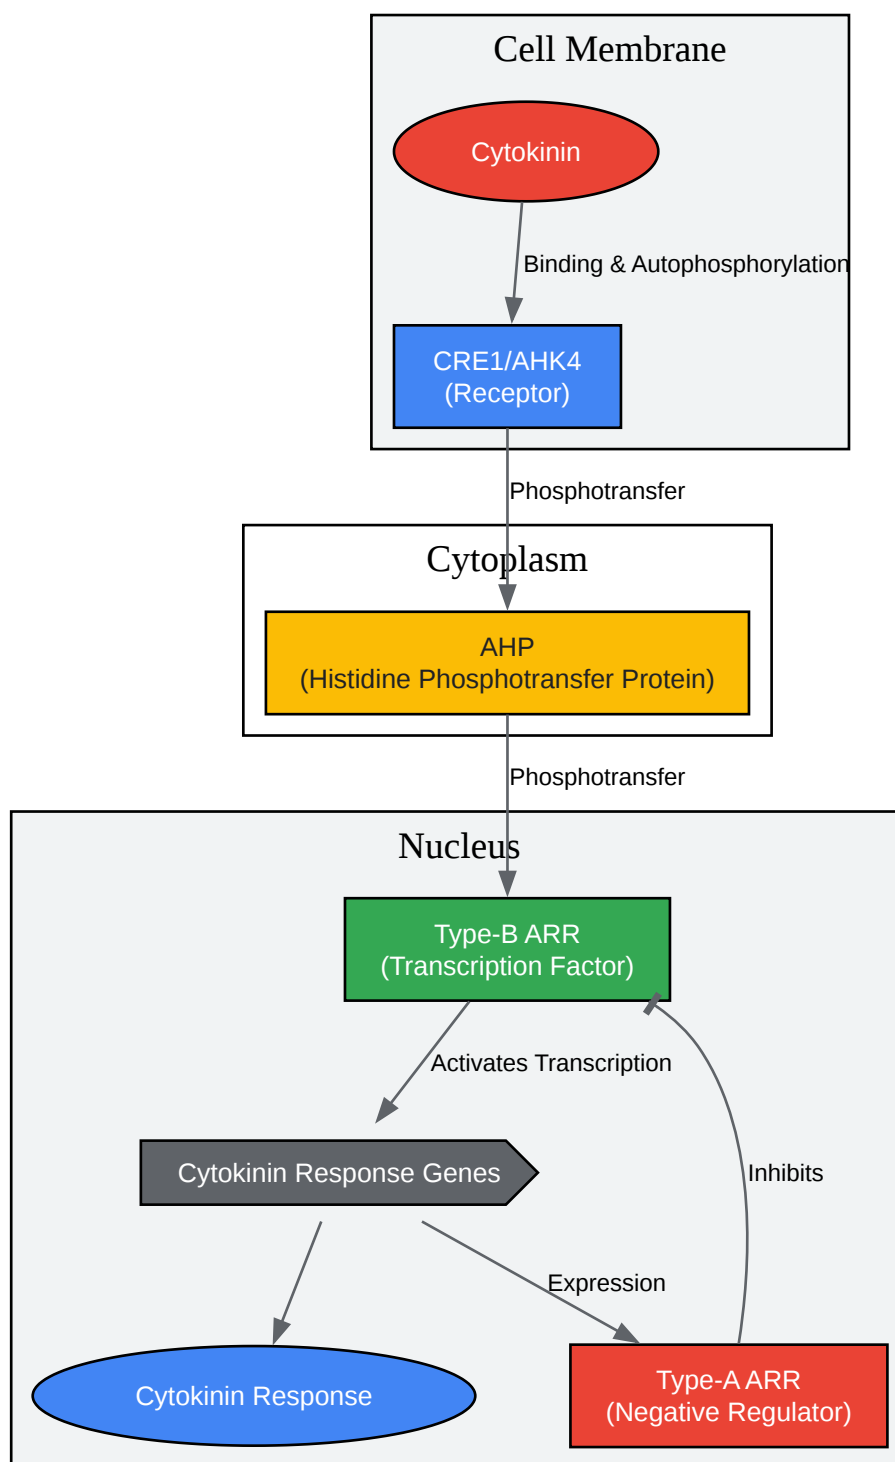 Cell Membrane
Cytokinin
Binding & Autophosphorylation
CRE1/AHK4
(Receptor)
Phosphotransfer
Cytoplasm
AHP
(Histidine Phosphotransfer Protein)
Phosphotransfer
Nucleus
Type-B ARR
(Transcription Factor)
Activates Transcription
Cytokinin Response Genes
Inhibits
Expression
Cytokinin Response
Type-A ARR
(Negative Regulator)